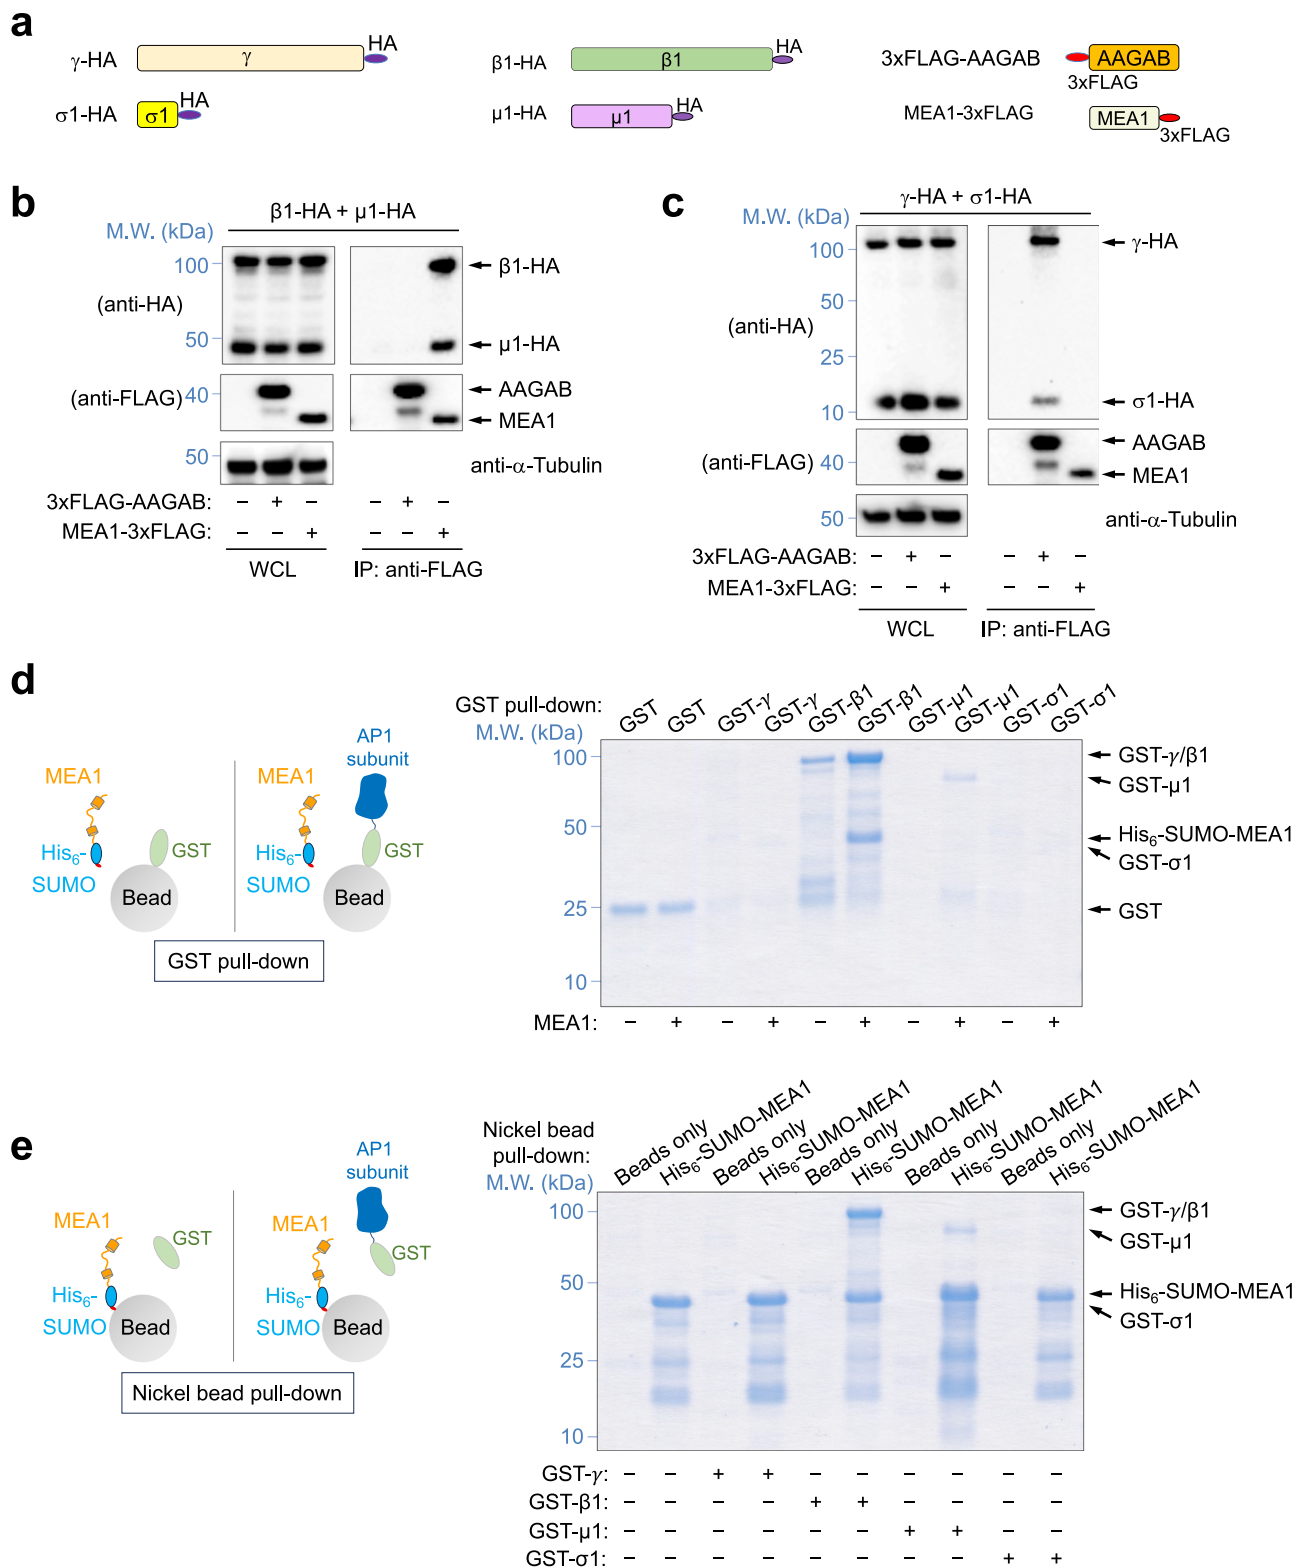 a
γ-HA
γ
HA
σ1-HA
σ1
HA
β1-HA
β1
HA
μ1-HA
μ1
HA
3xFLAG-AAGAB
AAGAB
3xFLAG
MEA1-3xFLAG
MEA1
3xFLAG
b
β1-HA + μ1-HA
M.W. (kDa)
100
β1-HA
(anti-HA)
50
μ1-HA
(anti-FLAG)
40
AAGAB
MEA1
50
anti-α-Tubulin
3xFLAG-AAGAB: – + – – + –
MEA1-3xFLAG: – – + – – +
WCL
IP: anti-FLAG
c
γ-HA + σ1-HA
M.W. (kDa)
100
γ-HA
50
(anti-HA)
25
10
σ1-HA
AAGAB
(anti-FLAG)
40
MEA1
50
anti-α-Tubulin
3xFLAG-AAGAB: – + – – + –
MEA1-3xFLAG: – – + – – +
WCL
IP: anti-FLAG
d
MEA1
His6-
SUMO
GST
Bead
AP1
subunit
MEA1
His6-
SUMO
GST
Bead
GST pull-down
GST pull-down: GST GST GST-γ GST-γ GST-β1 GST-β1 GST-μ1 GST-μ1 GST-σ1 GST-σ1
M.W. (kDa)
100
GST-γ/β1
GST-μ1
50
His6-SUMO-MEA1
GST-σ1
25
GST
10
MEA1: – + – + – + – + – +
e
MEA1
GST
His6-
SUMO
Bead
AP1
subunit
MEA1
GST
His6-
SUMO
Bead
Nickel bead pull-down
Nickel bead
pull-down:
Beads only His6-SUMO-MEA1 Beads only His6-SUMO-MEA1 Beads only His6-SUMO-MEA1 Beads only His6-SUMO-MEA1 Beads only His6-SUMO-MEA1
M.W. (kDa)
100
GST-γ/β1
GST-μ1
50
His6-SUMO-MEA1
GST-σ1
25
10
GST-γ: – – + + – – – – – –
GST-β1: – – – – + + – – – –
GST-μ1: – – – – – – + + – –
GST-σ1: – – – – – – – – + +